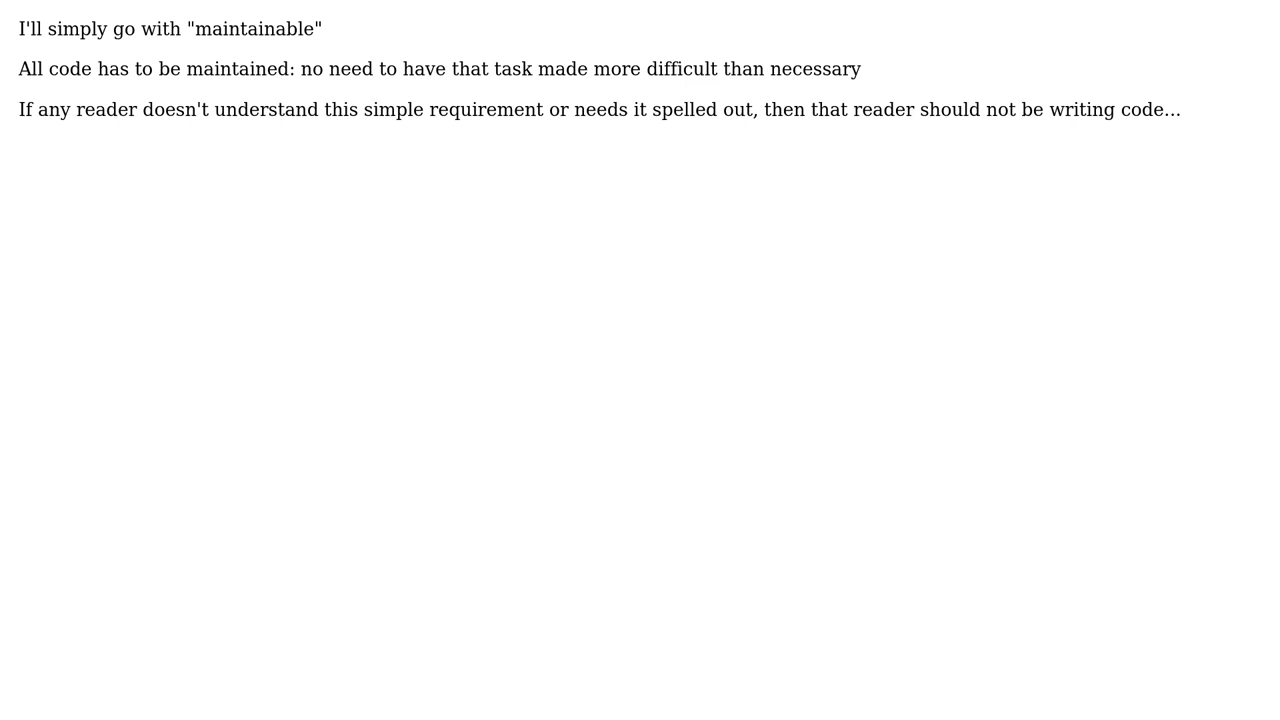 I'll simply go with "maintainable"
All code has to be maintained: no need to have that task made more difficult than necessary
If any reader doesn't understand this simple requirement or needs it spelled out, then that reader should not be writing code...